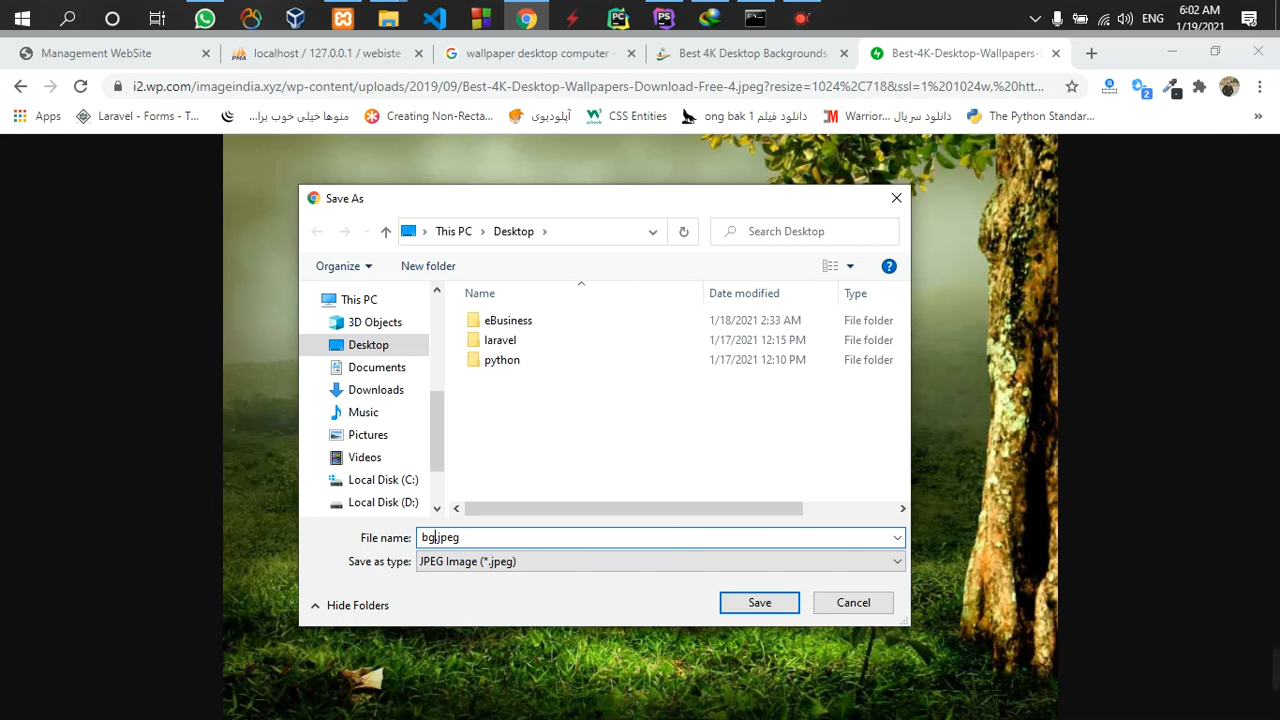 ENG
6:02 AM
1/19/2021
Management WebSite
localhost / 127.0.0.1 / webiste
wallpaper desktop computer -
Best 4K Desktop Backgrounds
Best-4K-Desktop-Wallpapers-
i2.wp.com/imageindia.xyz/wp-content/uploads/2019/09/Best-4K-Desktop-Wallpapers-Download-Free-4.jpeg?resize=1024%2C718&ssl=1%201024w,%20htt...
2
Apps
Laravel - Forms - T...
منوها خیلی خوب برا...
Creating Non-Recta...
آپلودبوی
CSS Entities
دانلود فیلم ong bak 1
دانلود سریال Warrior...
The Python Standar...
Save As
This PC
Desktop
Search Desktop
Organize
New folder
This PC
3D Objects
Desktop
Documents
Downloads
Music
Pictures
Videos
Local Disk (C:)
Local Disk (D:)
Name
Date modified
Type
eBusiness
1/18/2021 2:33 AM
File folder
laravel
1/17/2021 12:15 PM
File folder
python
1/17/2021 12:10 PM
File folder
File name:
bg.jpeg
Save as type:
JPEG Image (*.jpeg)
Hide Folders
Save
Cancel